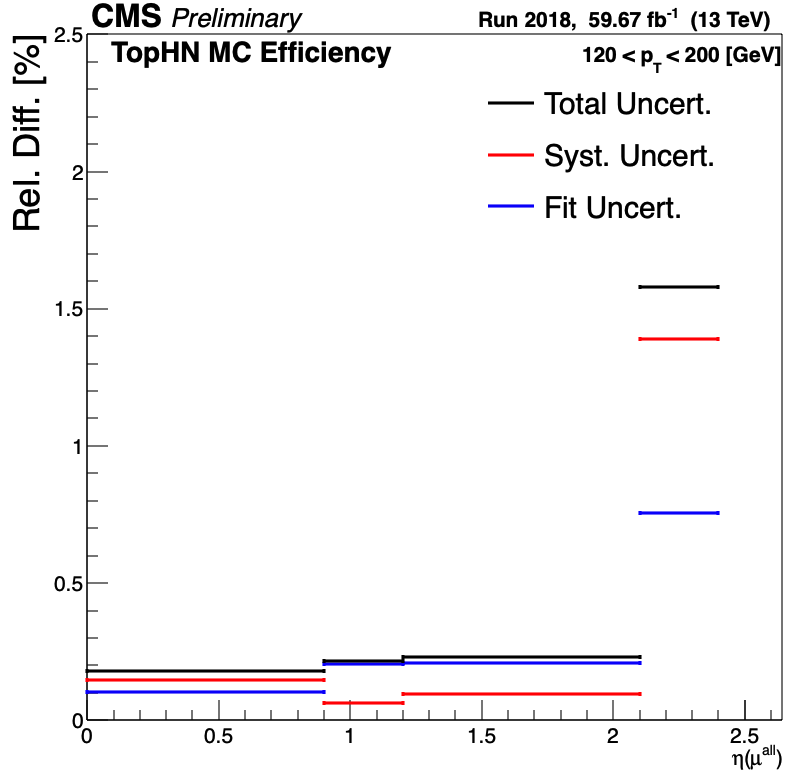 CMS Preliminary
Run 2018, 59.67 fb⁻¹ (13 TeV)
TopHN MC Efficiency
120 < p_T < 200 [GeV]
Total Uncert.
Syst. Uncert.
Fit Uncert.
Rel. Diff. [%]
2.5
2
1.5
1
0.5
0
0 0.5 1 1.5 2 2.5
η(μ^all)